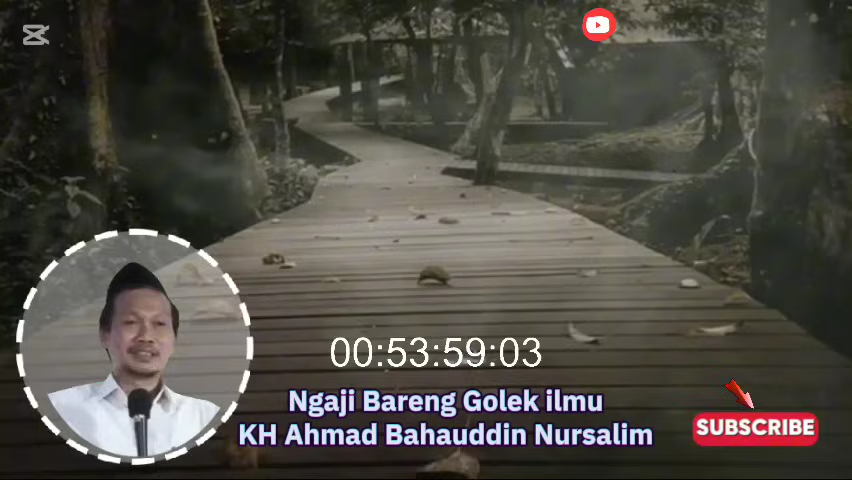 00:53:59:03
Ngaji Bareng Golek ilmu
KH Ahmad Bahauddin Nursalim
SUBSCRIBE